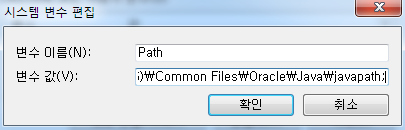 시스템 변수 편집
변수 이름(N):
Path
변수 값(V):
)₩Common Files₩Oracle₩Java₩javapath;
확인
취소